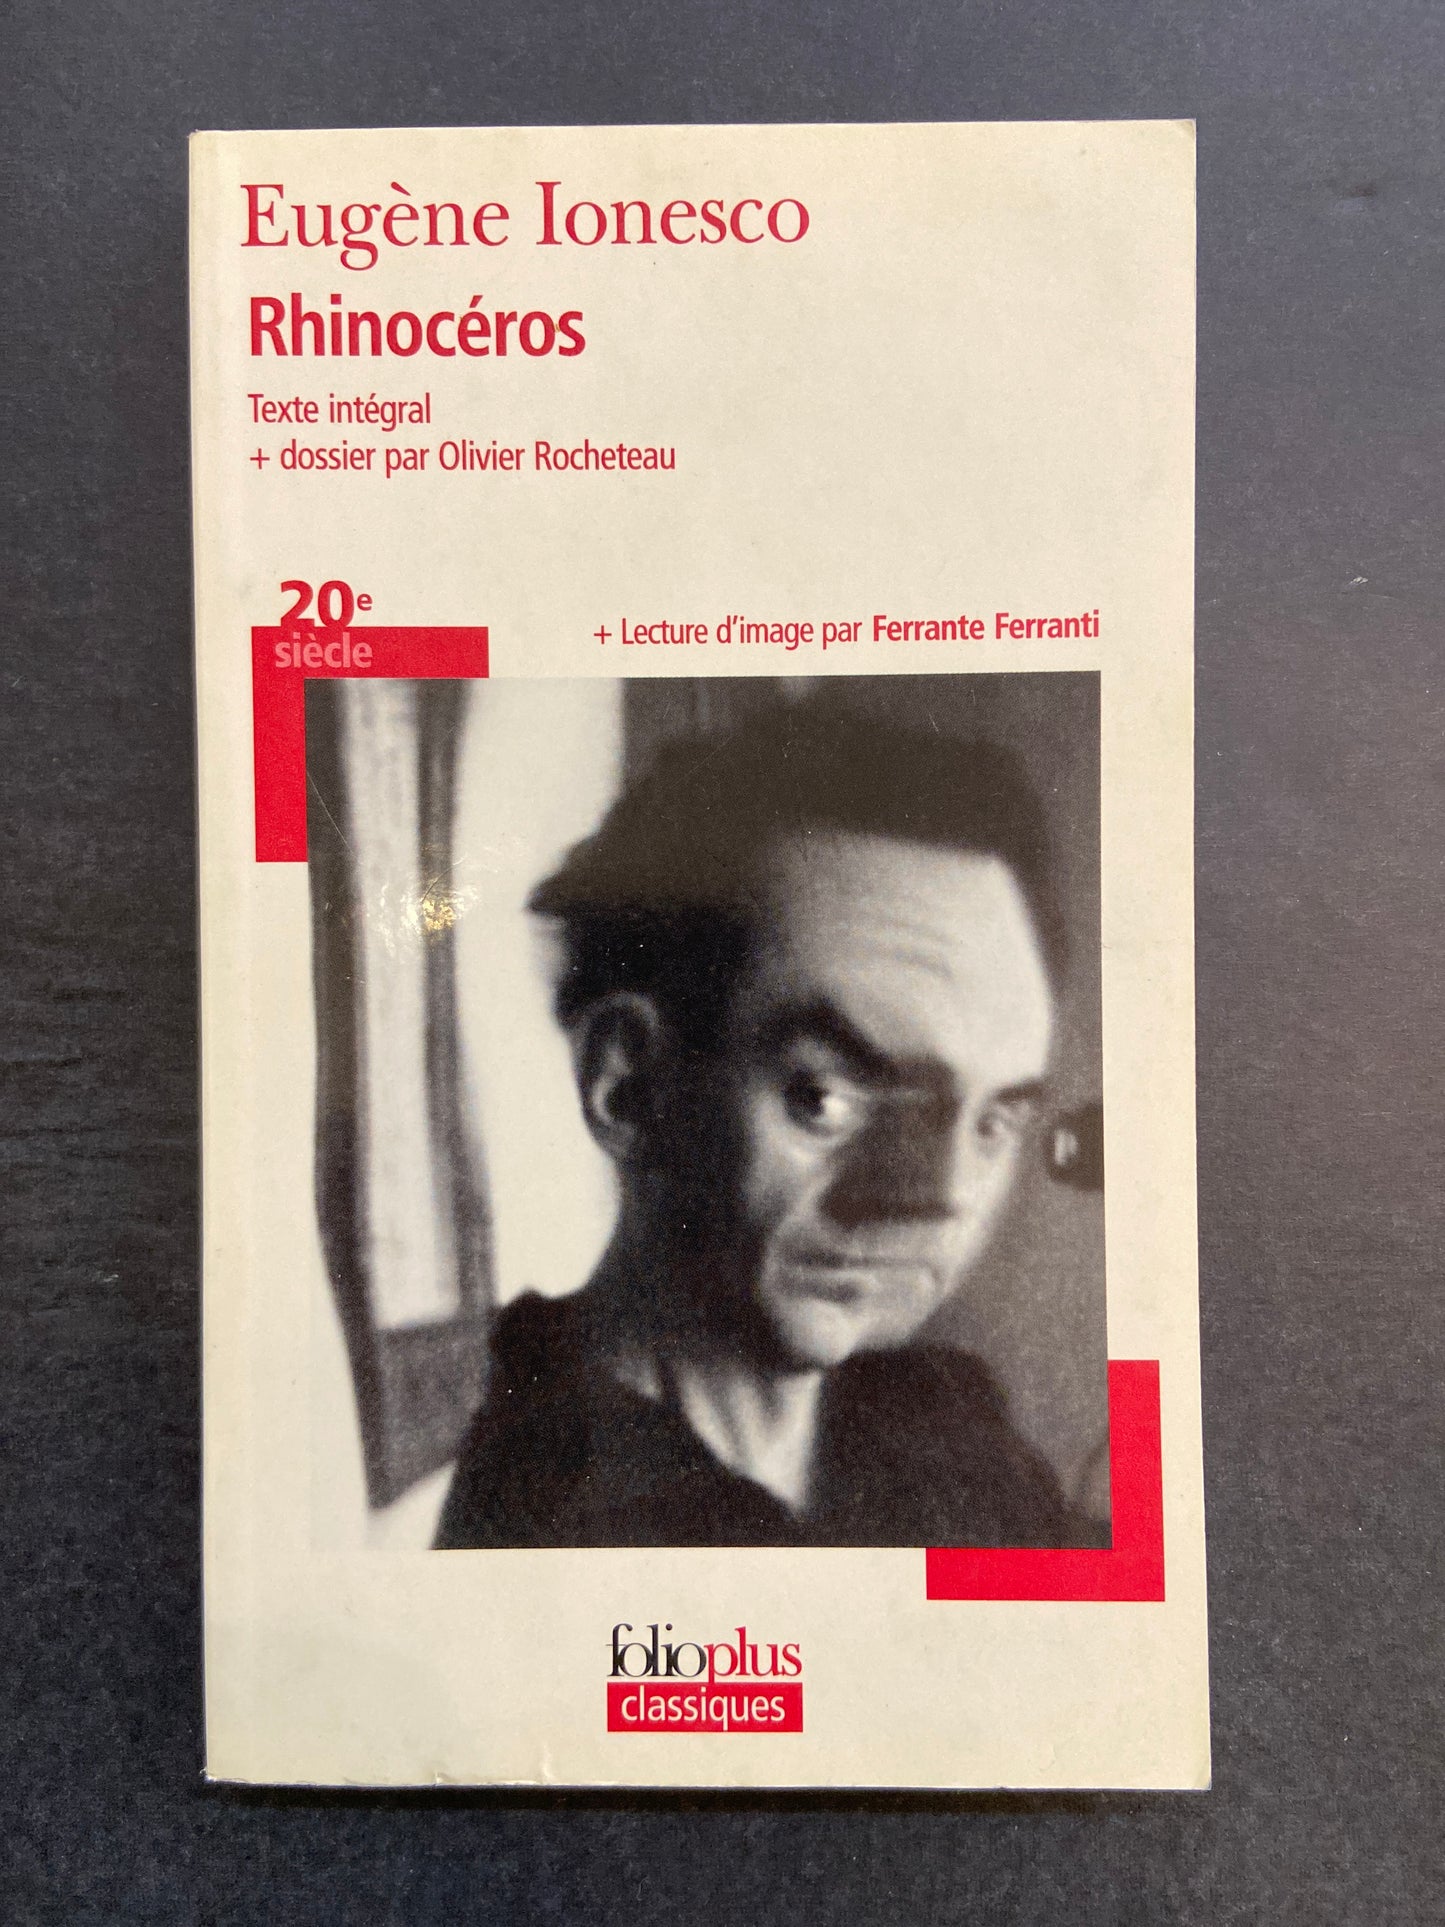 Eugène Ionesco
Rhinocéros
Texte intégral
+ dossier par Olivier Rocheteau
20e
siècle
+ Lecture d'image par Ferrante Ferranti
folioplus
classiques